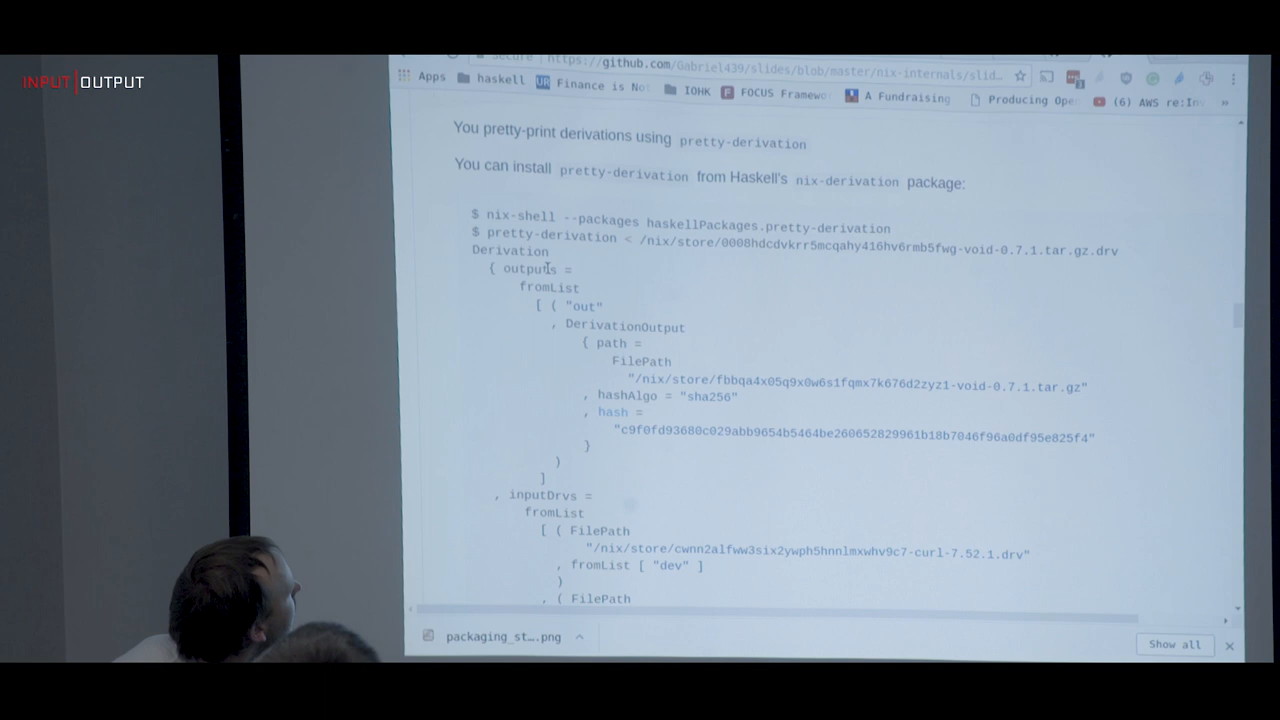 INPUT|OUTPUT
Secure https://github.com/Gabriel439/slides/blob/master/nix-internals/slid…
Apps haskell Finance is No IOHK FOCUS Framewo A Fundraising Producing Ope (6) AWS re:In »
You pretty-print derivations using pretty-derivation
You can install pretty-derivation from Haskell's nix-derivation package:
$ nix-shell --packages haskellPackages.pretty-derivation
$ pretty-derivation < /nix/store/0008hdcdvkrr5mcqahy416hv6rmb5fwg-void-0.7.1.tar.gz.drv
Derivation
{ outputs =
fromList
[ ( "out"
, DerivationOutput
{ path =
FilePath
"/nix/store/fbbqa4x05q9x0w6s1fqmx7k676d2zyz1-void-0.7.1.tar.gz"
, hashAlgo = "sha256"
, hash =
"c9f0fd93680c029abb9654b5464be260652829961b18b7046f96a0df95e825f4"
}
)
]
, inputDrvs =
fromList
[ ( FilePath
"/nix/store/cwnn2alfww3six2ywph5hnnlmxwhv9c7-curl-7.52.1.drv"
, fromList [ "dev" ]
)
, ( FilePath
packaging_st….png
Show all